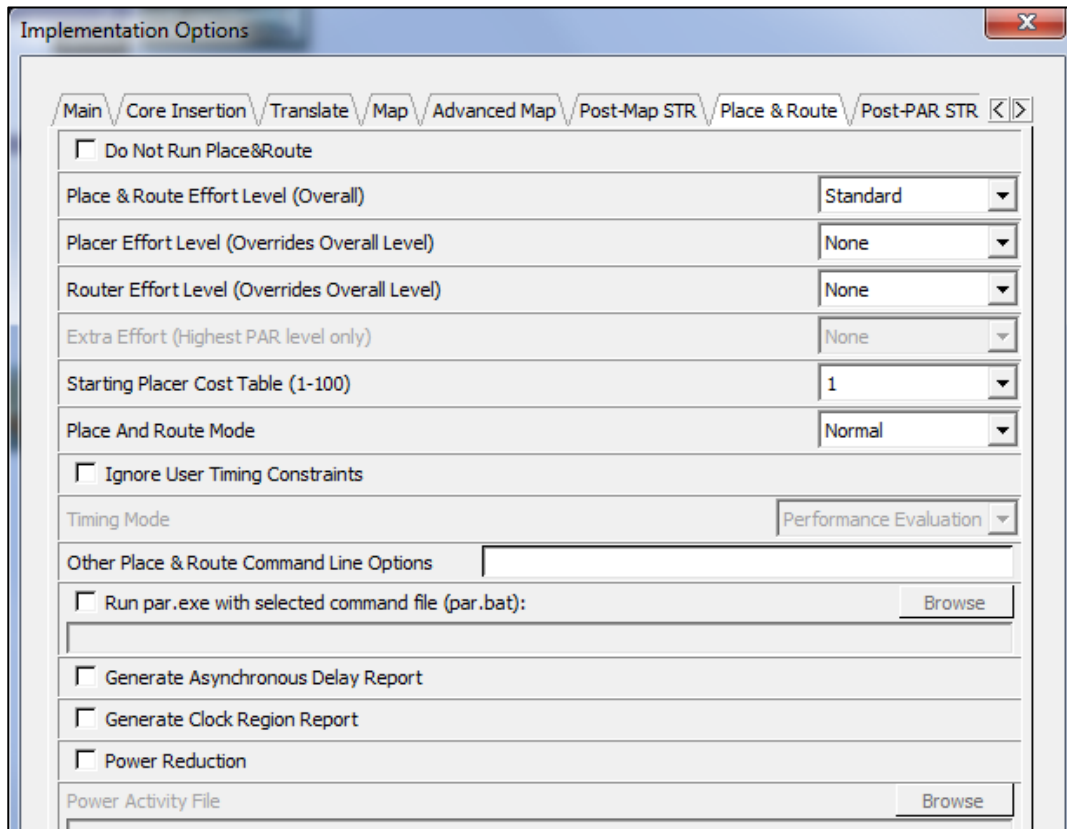 Implementation Options
Main Core Insertion Translate Map Advanced Map Post-Map STR Place & Route Post-PAR STR
Do Not Run Place&Route
Place & Route Effort Level (Overall) Standard
Placer Effort Level (Overrides Overall Level) None
Router Effort Level (Overrides Overall Level) None
Extra Effort (Highest PAR level only) None
Starting Placer Cost Table (1-100) 1
Place And Route Mode Normal
Ignore User Timing Constraints
Timing Mode Performance Evaluation
Other Place & Route Command Line Options
Run par.exe with selected command file (par.bat): Browse
Generate Asynchronous Delay Report
Generate Clock Region Report
Power Reduction
Power Activity File Browse